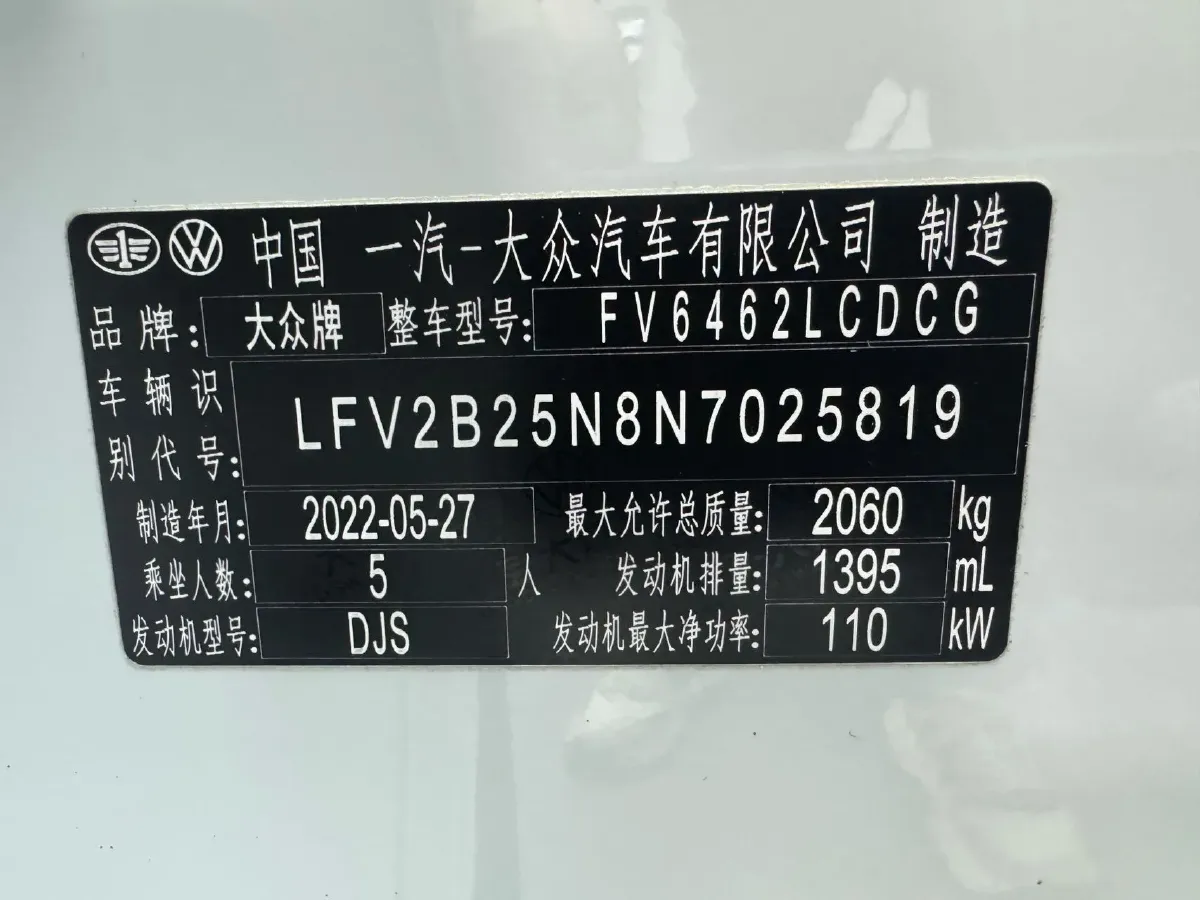 中国 一汽-大众汽车有限公司 制造
品牌: 大众牌 整车型号: FV6462LCDCG
车辆识别代号: LFV2B25N8N7025819
制造年月: 2022-05-27 最大允许总质量: 2060 kg
乘坐人数: 5 人 发动机排量: 1395 mL
发动机型号: DJS 发动机最大净功率: 110 kW